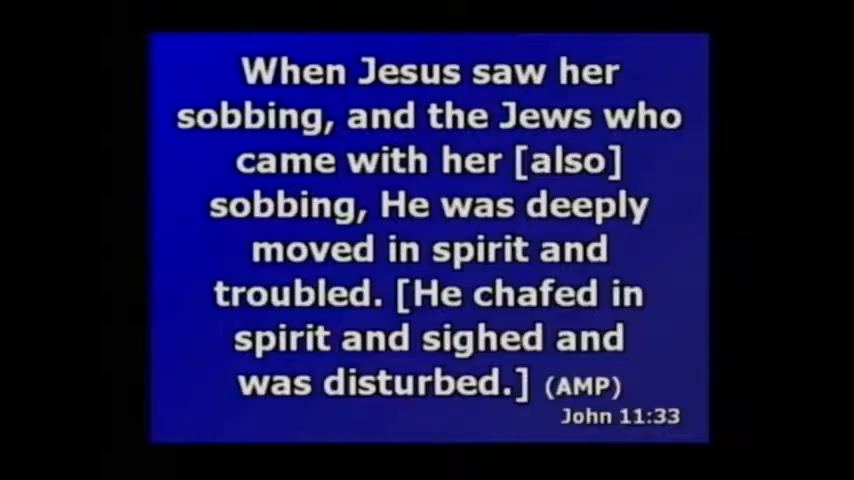 When Jesus saw her
sobbing, and the Jews who
came with her [also]
sobbing, He was deeply
moved in spirit and
troubled. [He chafed in
spirit and sighed and
was disturbed.] (AMP)
John 11:33